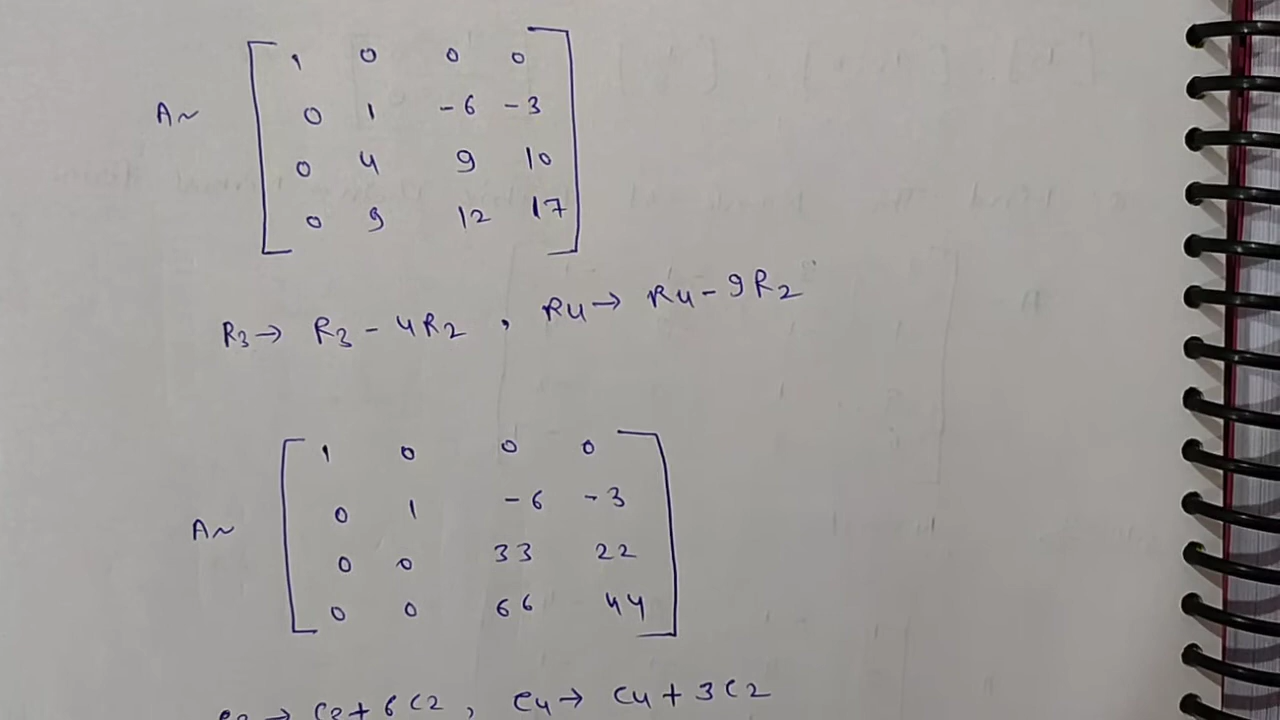 1 0 0 0
A~ 0 1 -6 -3
0 4 9 10
0 9 12 17
R3→ R3 - 4R2 , R4→ R4 - 9R2
1 0 0 0
0 1 -6 -3
A~
0 0 33 22
0 0 66 44
→ C3+6C2 , C4→ C4+3C2